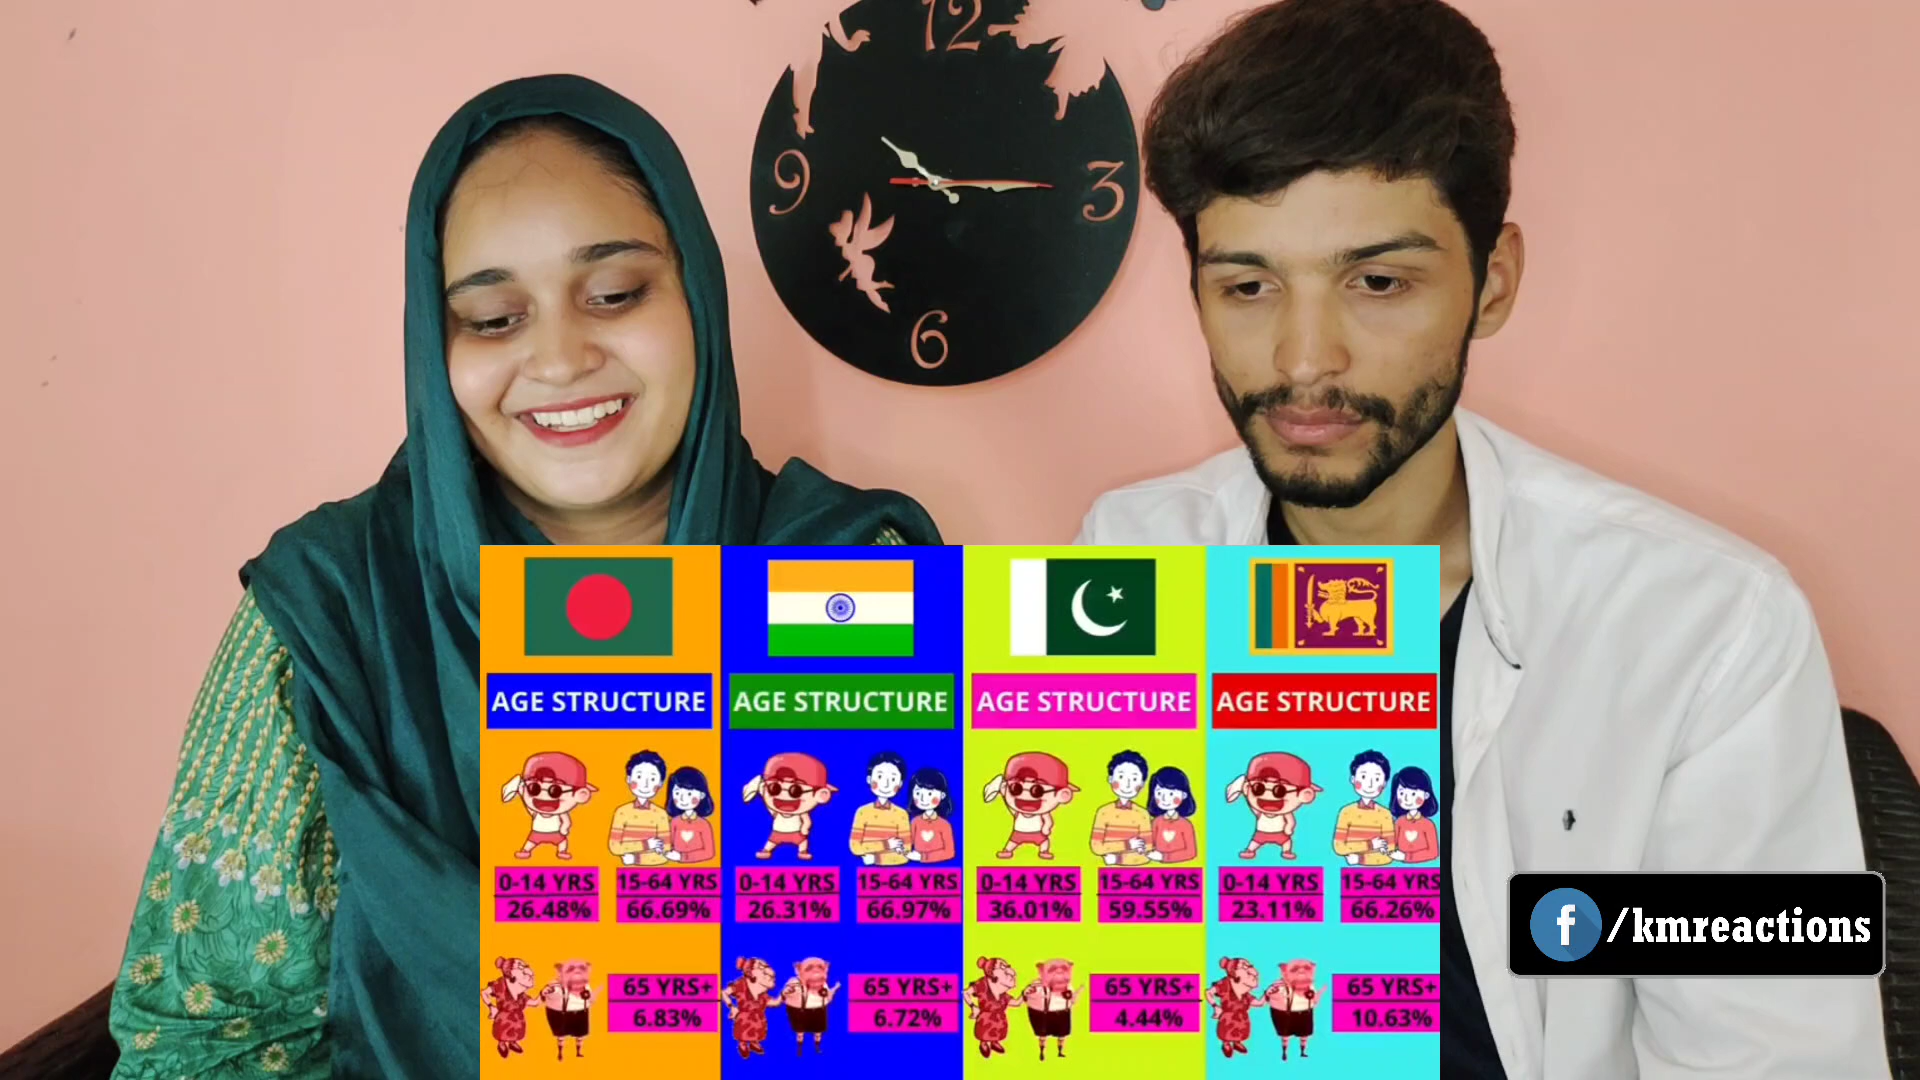 12
9
3
6
AGE STRUCTURE
AGE STRUCTURE
AGE STRUCTURE
AGE STRUCTURE
0-14 YRS
26.48%
15-64 YRS
66.69%
0-14 YRS
26.31%
15-64 YRS
66.97%
0-14 YRS
36.01%
15-64 YRS
59.55%
0-14 YRS
23.11%
15-64 YRS
66.26%
65 YRS+
6.83%
65 YRS+
6.72%
65 YRS+
4.44%
65 YRS+
10.63%
f/kmreactions